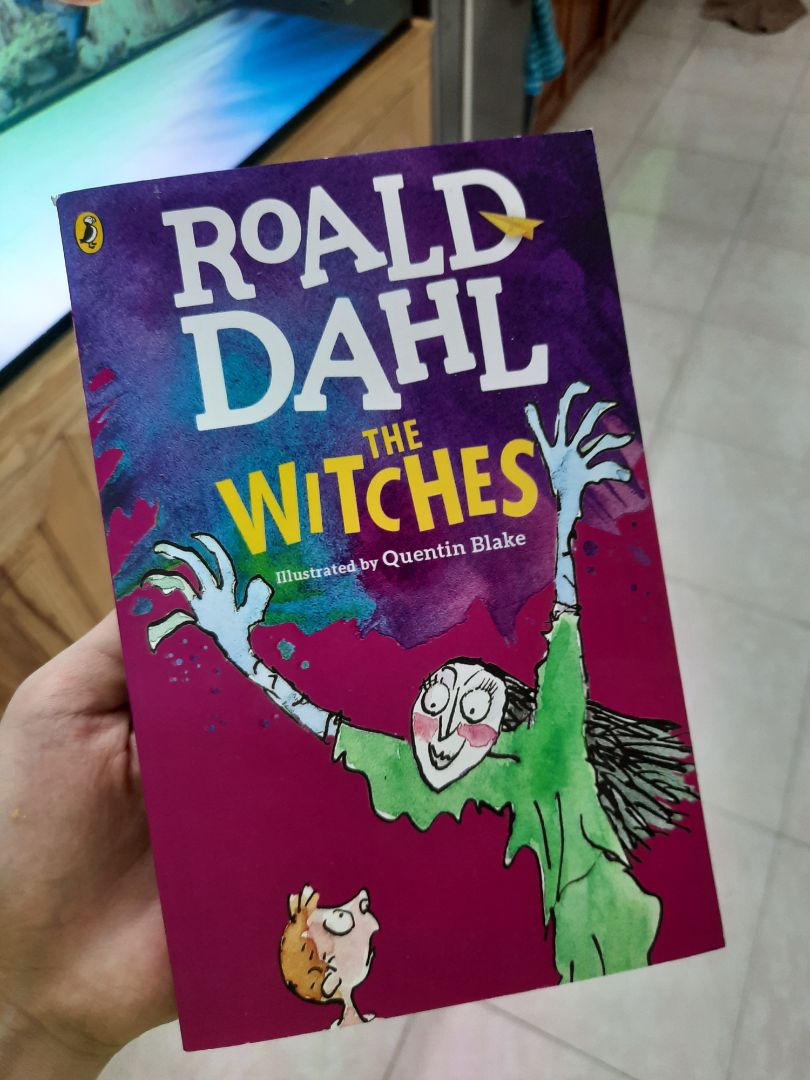 ROALD
DAHL
THE
WITCHES
Illustrated by Quentin Blake